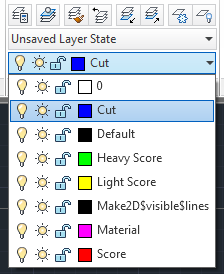 Unsaved Layer State
Cut
0
Cut
Default
Heavy Score
Light Score
Make2D$visible$lines
Material
Score